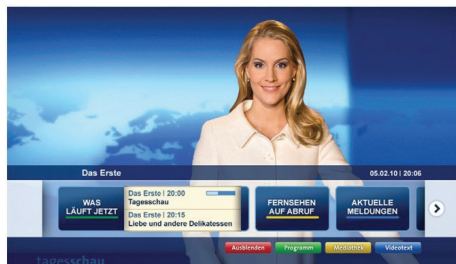 Das Erste
05.02.10 | 20:06
WAS
LÄUFT JETZT
Das Erste | 20:00
Tagesschau
Das Erste | 20:15
Liebe und andere Delikatessen
FERNSEHEN
AUF ABRUF
AKTUELLE
MELDUNGEN
Ausblenden
Programm
Mediathek
Videotext
tagesschau